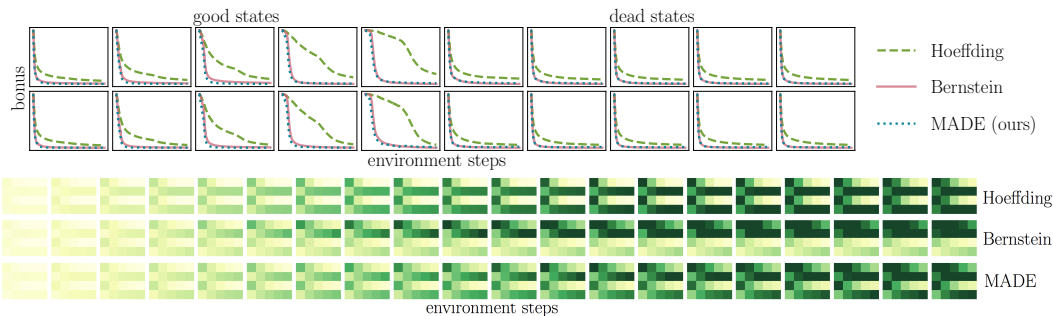 good states
dead states
bonus
Hoeffding
Bernstein
MADE (ours)
environment steps
Hoeffding
Bernstein
MADE
environment steps